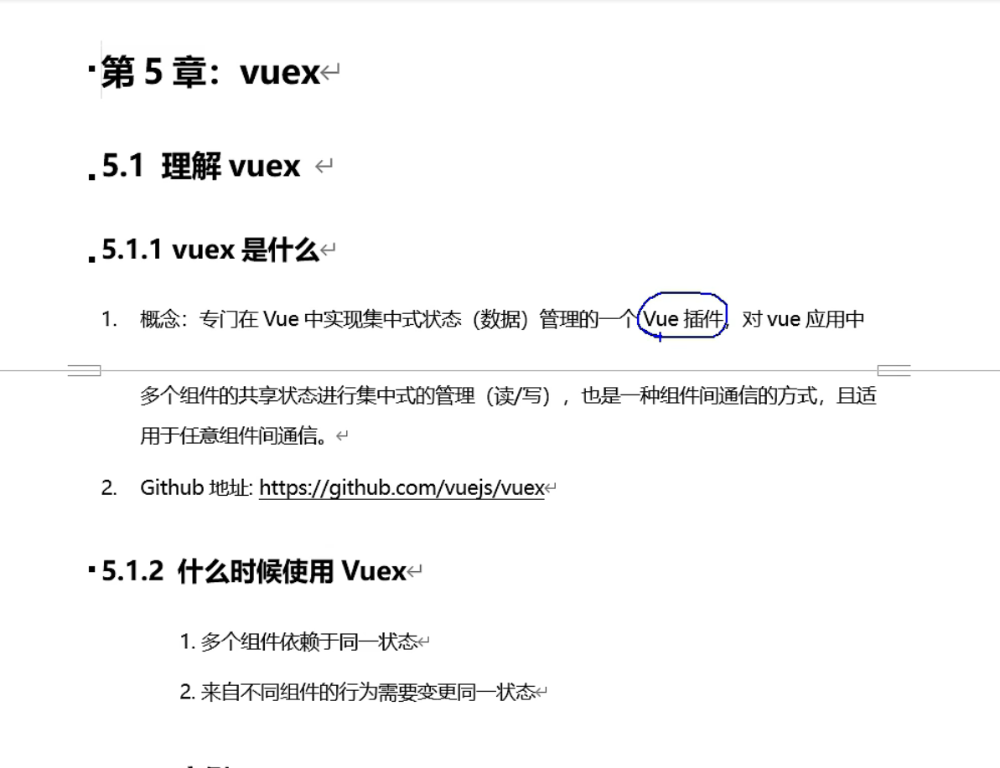 第 5 章：vuex
5.1 理解 vuex
5.1.1 vuex 是什么
1. 概念：专门在 Vue 中实现集中式状态（数据）管理的一个 Vue 插件，对 vue 应用中
多个组件的共享状态进行集中式的管理（读/写），也是一种组件间通信的方式，且适
用于任意组件间通信。
2. Github 地址: https://github.com/vuejs/vuex
5.1.2 什么时候使用 Vuex
1. 多个组件依赖于同一状态
2. 来自不同组件的行为需要变更同一状态